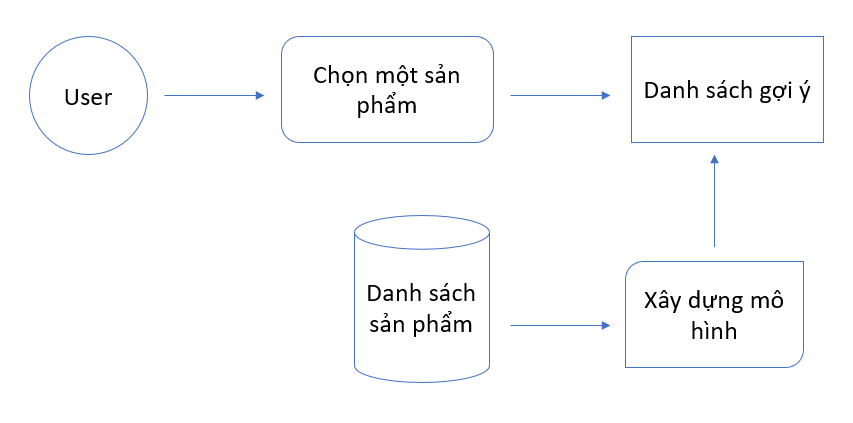 User
Chọn một sản
phẩm
Danh sách gợi ý
Danh sách
sản phẩm
Xây dựng mô
hình